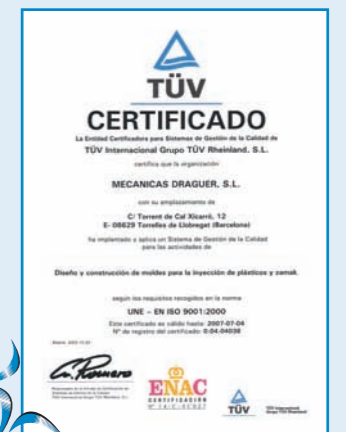 TÜV
CERTIFICADO
La Entidad Certificadora para Sistemas de Gestión de la Calidad de
TÜV Internacional Grupo TÜV Rheinland, S.L.
certifica que la organización
MECANICAS DRAGUER, S.L.
con su emplazamiento de
C/ Torrent de Cal Xicarró, 12
E- 08629 Torrelles de Llobregat (Barcelona)
ha implantado y aplica un Sistema de Gestión de la Calidad
para las actividades de
Diseño y construcción de moldes para la inyección de plásticos y zamak.
según los requisitos recogidos en la norma
UNE – EN ISO 9001:2000
Este certificado es válido hasta: 2007-07-04
Nº de registro del certificado: 0.04.04038
ENAC
CERTIFICACIÓN
TÜV